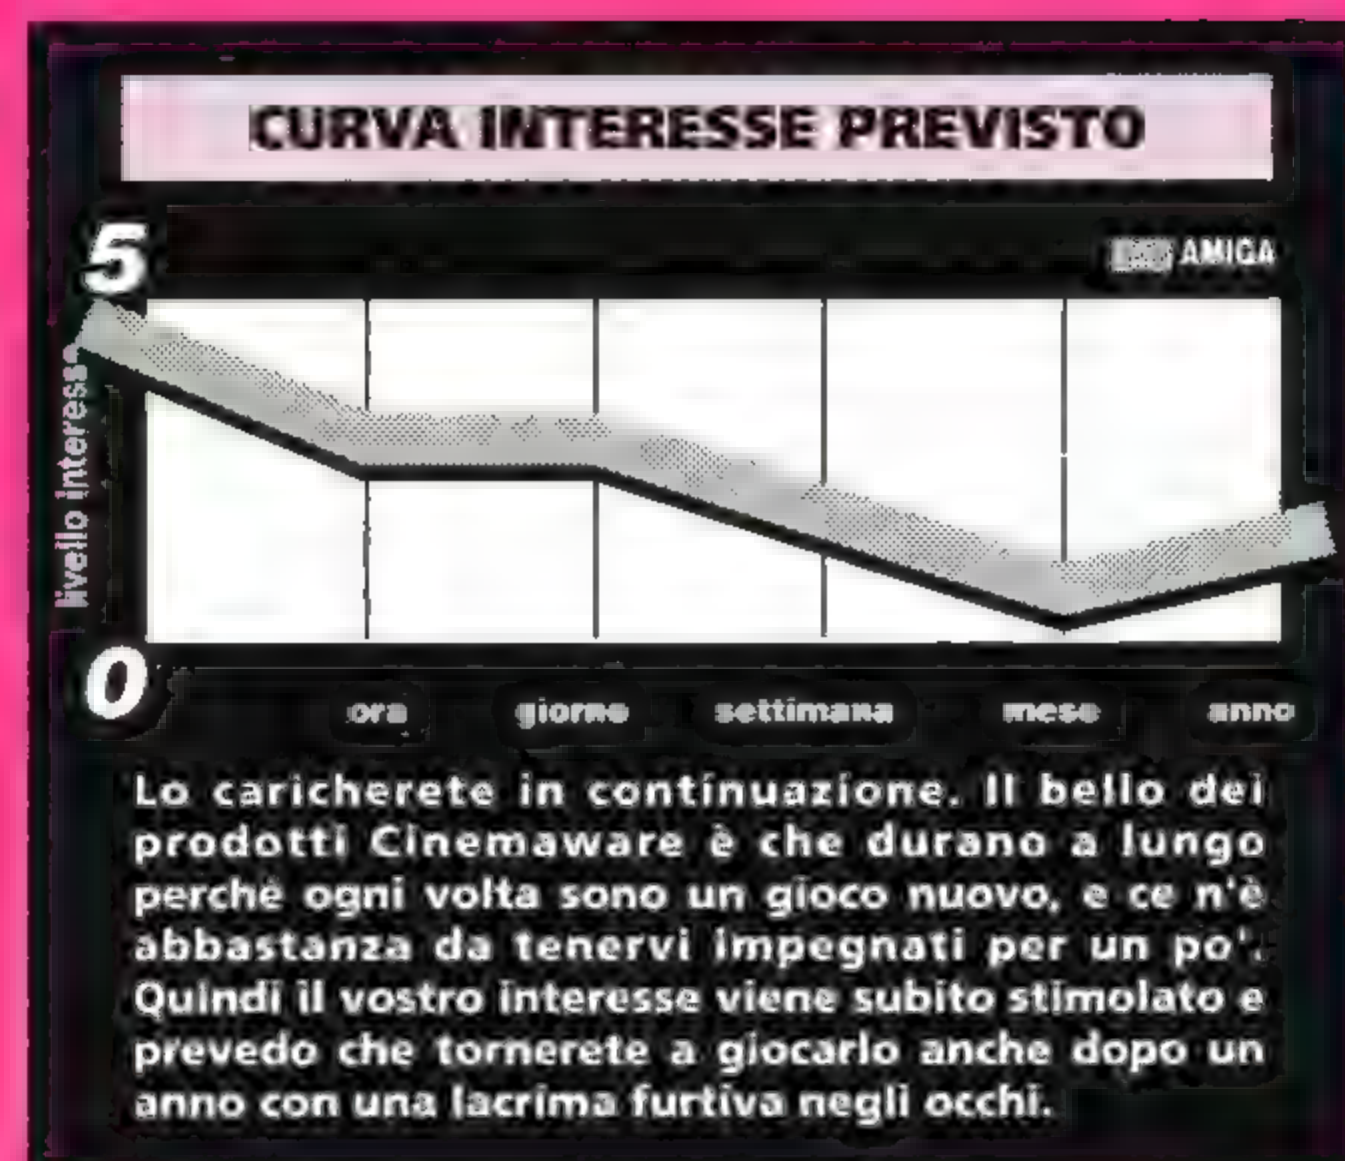 CURVA INTERESSE PREVISTO
5
AMIGA
livello interesse
0
ora giorno settimana mese anno
Lo caricherete in continuazione. Il bello dei
prodotti Cinemaware è che durano a lungo
perchè ogni volta sono un gioco nuovo, e ce n'è
abbastanza da tenervi impegnati per un po'.
Quindi il vostro interesse viene subito stimolato e
prevedo che tornerete a giocarlo anche dopo un
anno con una lacrima furtiva negli occhi.